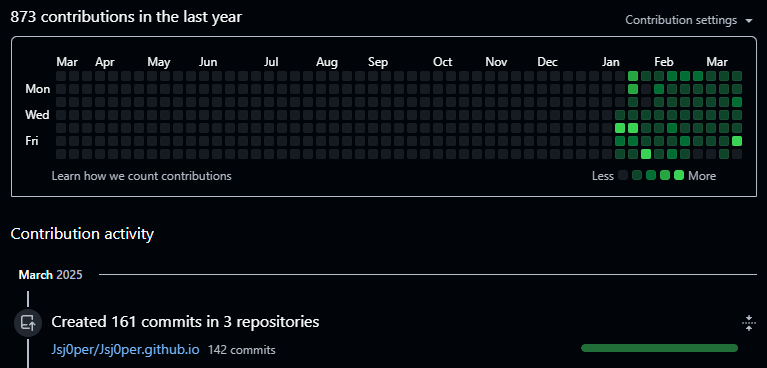 873 contributions in the last year
Contribution settings
Mar Apr May Jun Jul Aug Sep Oct Nov Dec Jan Feb Mar
Mon
Wed
Fri
Learn how we count contributions
Less More
Contribution activity
March 2025
Created 161 commits in 3 repositories
Jsj0per/Jsj0per.github.io 142 commits